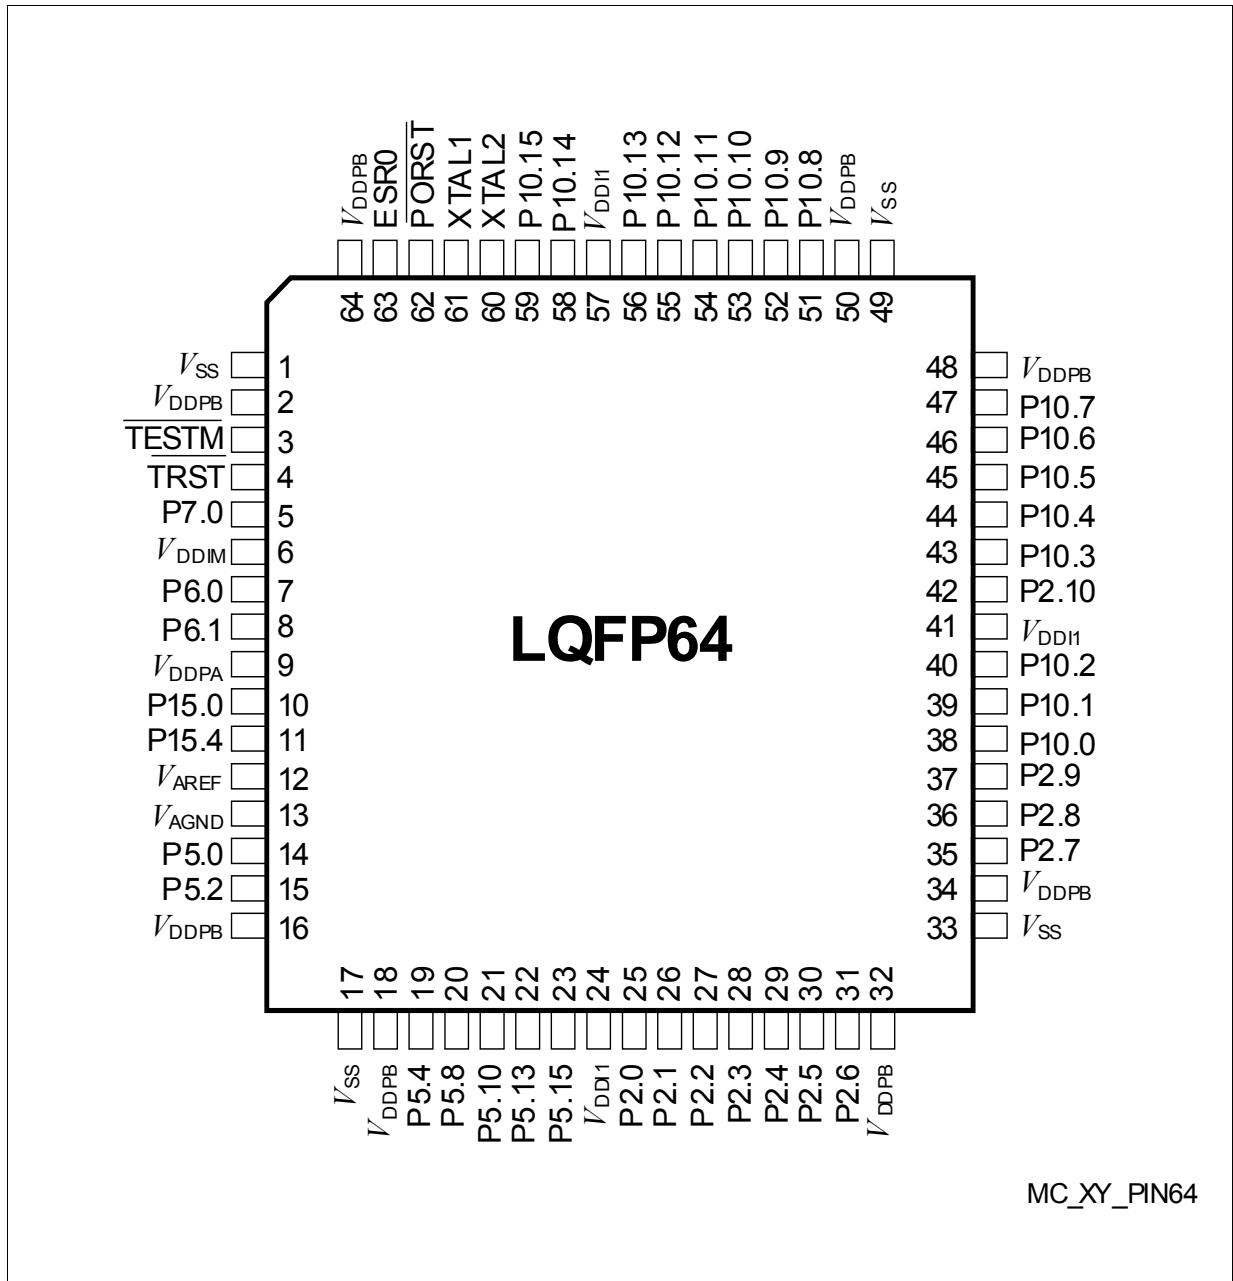 VDDPB
ESR0
PORST
XTAL1
XTAL2
P10.15
P10.14
VDDI1
P10.13
P10.12
P10.11
P10.10
P10.9
P10.8
VDDPB
VSS
64 63 62 61 60 59 58 57 56 55 54 53 52 51 50 49
VSS 1
VDDPB 2
TESTM 3
TRST 4
P7.0 5
VDDIM 6
P6.0 7
P6.1 8
VDDPA 9
P15.0 10
P15.4 11
VAREF 12
VAGND 13
P5.0 14
P5.2 15
VDDPB 16
LQFP64
48 VDDPB
47 P10.7
46 P10.6
45 P10.5
44 P10.4
43 P10.3
42 P2.10
41 VDDI1
40 P10.2
39 P10.1
38 P10.0
37 P2.9
36 P2.8
35 P2.7
34 VDDPB
33 VSS
17 18 19 20 21 22 23 24 25 26 27 28 29 30 31 32
VSS
VDDPB
P5.4
P5.8
P5.10
P5.13
P5.15
VDDI1
P2.0
P2.1
P2.2
P2.3
P2.4
P2.5
P2.6
VDDPB
MC_XY_PIN64